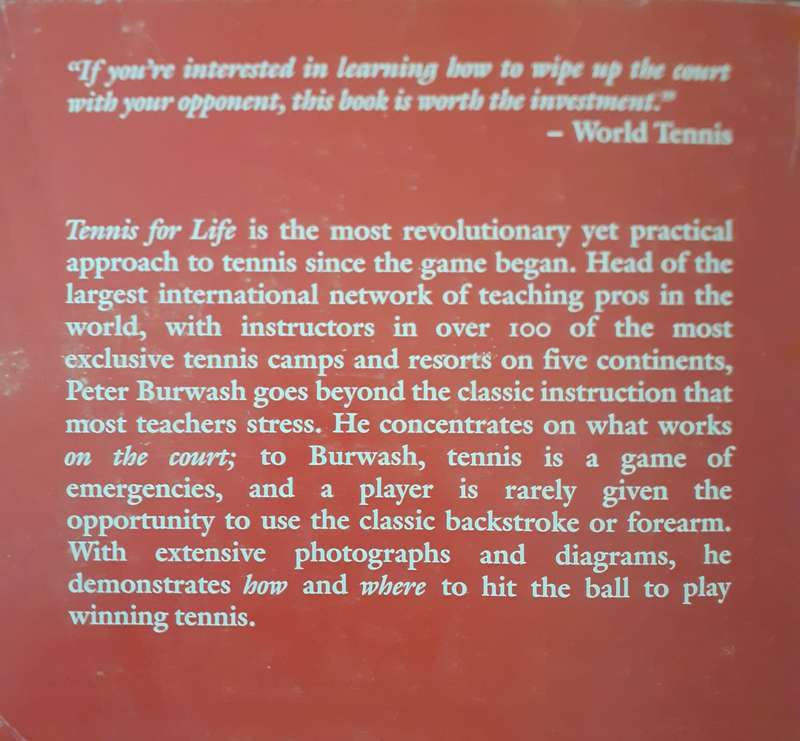 “If you’re interested in learning how to wipe up the court
with your opponent, this book is worth the investment.”
– World Tennis
Tennis for Life is the most revolutionary yet practical
approach to tennis since the game began. Head of the
largest international network of teaching pros in the
world, with instructors in over 100 of the most
exclusive tennis camps and resorts on five continents,
Peter Burwash goes beyond the classic instruction that
most teachers stress. He concentrates on what works
on the court; to Burwash, tennis is a game of
emergencies, and a player is rarely given the
opportunity to use the classic backstroke or forearm.
With extensive photographs and diagrams, he
demonstrates how and where to hit the ball to play
winning tennis.